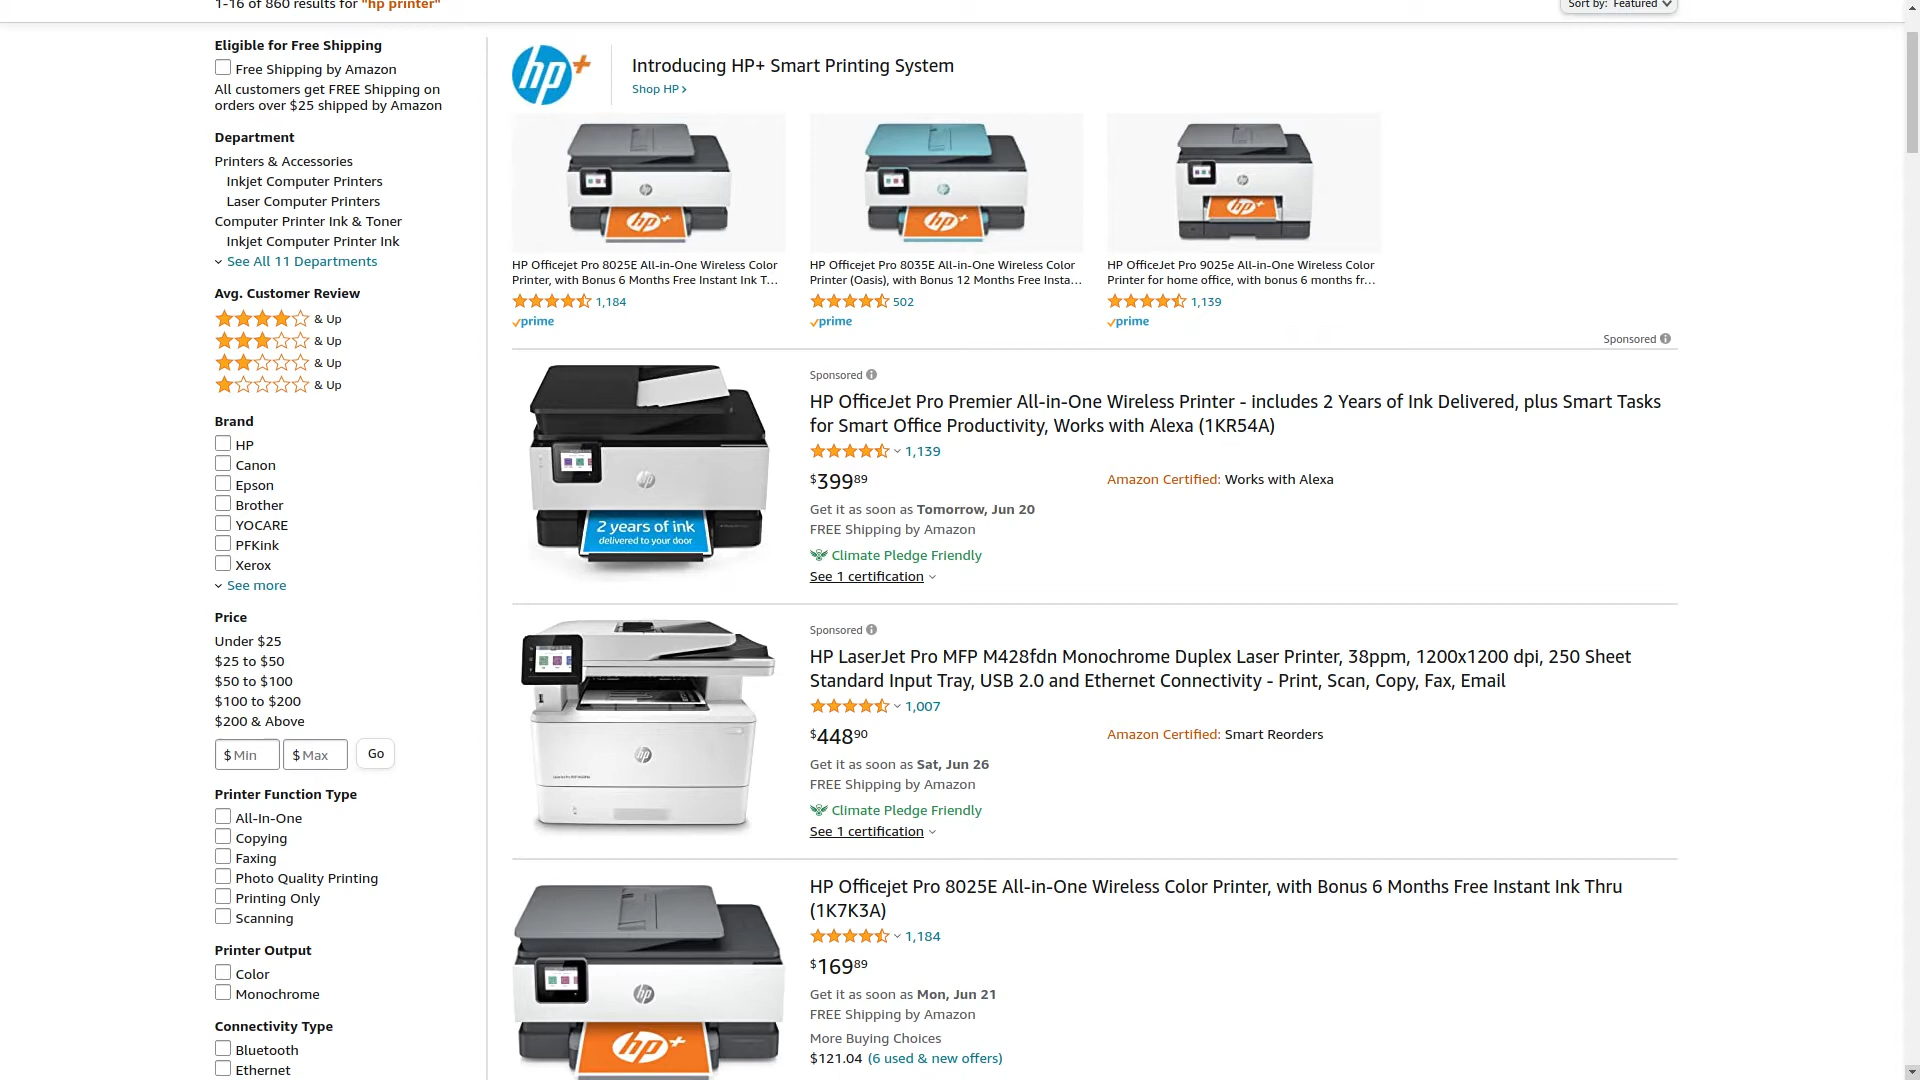 1-16 of 860 results for "hp printer"
Sort by: Featured
Eligible for Free Shipping
Free Shipping by Amazon
All customers get FREE Shipping on
orders over $25 shipped by Amazon
Department
Printers & Accessories
Inkjet Computer Printers
Laser Computer Printers
Computer Printer Ink & Toner
Inkjet Computer Printer Ink
See All 11 Departments
Avg. Customer Review
& Up
& Up
& Up
& Up
Brand
HP
Canon
Epson
Brother
YOCARE
PFKink
Xerox
See more
Price
Under $25
$25 to $50
$50 to $100
$100 to $200
$200 & Above
$ Min $ Max Go
Printer Function Type
All-In-One
Copying
Faxing
Photo Quality Printing
Printing Only
Scanning
Printer Output
Color
Monochrome
Connectivity Type
Bluetooth
Ethernet
hp+
Introducing HP+ Smart Printing System
Shop HP ›
hp+
HP Officejet Pro 8025E All-in-One Wireless Color
Printer, with Bonus 6 Months Free Instant Ink T…
1,184
prime
hp+
HP Officejet Pro 8035E All-in-One Wireless Color
Printer (Oasis), with Bonus 12 Months Free Insta…
502
prime
hp+
HP OfficeJet Pro 9025e All-in-One Wireless Color
Printer for home office, with bonus 6 months fr…
1,139
prime
Sponsored
hp
2 years of ink
delivered to your door
Sponsored
HP OfficeJet Pro Premier All-in-One Wireless Printer - includes 2 Years of Ink Delivered, plus Smart Tasks
for Smart Office Productivity, Works with Alexa (1KR54A)
1,139
$399 89
Amazon Certified: Works with Alexa
Get it as soon as Tomorrow, Jun 20
FREE Shipping by Amazon
Climate Pledge Friendly
See 1 certification
hp
Sponsored
HP LaserJet Pro MFP M428fdn Monochrome Duplex Laser Printer, 38ppm, 1200x1200 dpi, 250 Sheet
Standard Input Tray, USB 2.0 and Ethernet Connectivity - Print, Scan, Copy, Fax, Email
1,007
$448 90
Amazon Certified: Smart Reorders
Get it as soon as Sat, Jun 26
FREE Shipping by Amazon
Climate Pledge Friendly
See 1 certification
hp
hp+
HP Officejet Pro 8025E All-in-One Wireless Color Printer, with Bonus 6 Months Free Instant Ink Thru
(1K7K3A)
1,184
$169 89
Get it as soon as Mon, Jun 21
FREE Shipping by Amazon
More Buying Choices
$121.04 (6 used & new offers)